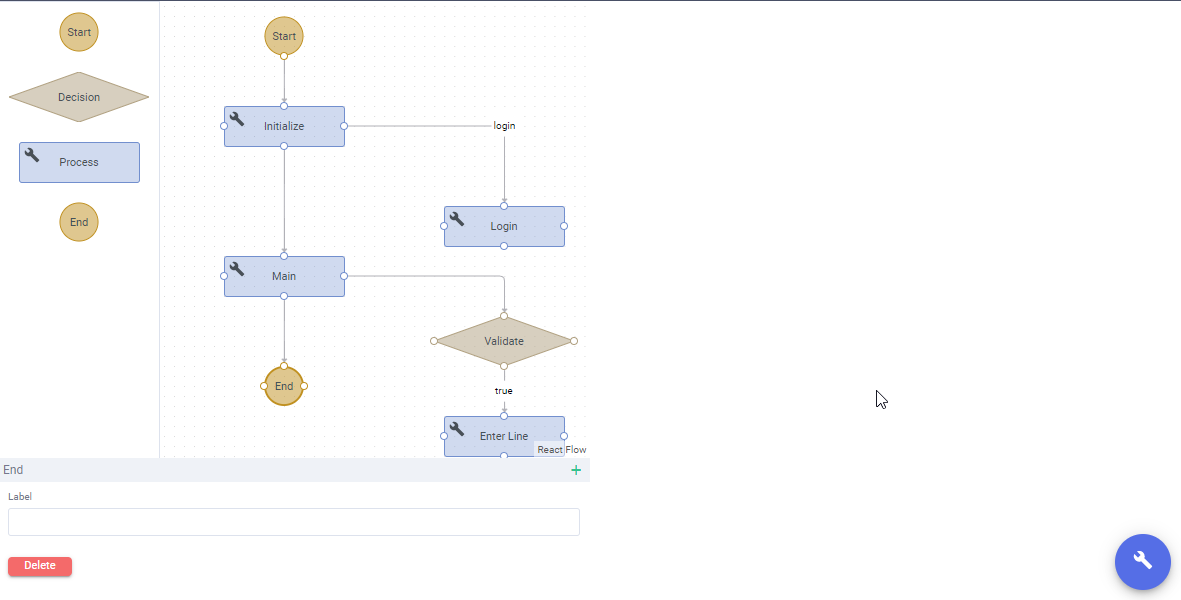 Start
Decision
Process
End
Start
Initialize
login
Login
Main
Validate
End
true
Enter Line
React Flow
End
Label
Delete